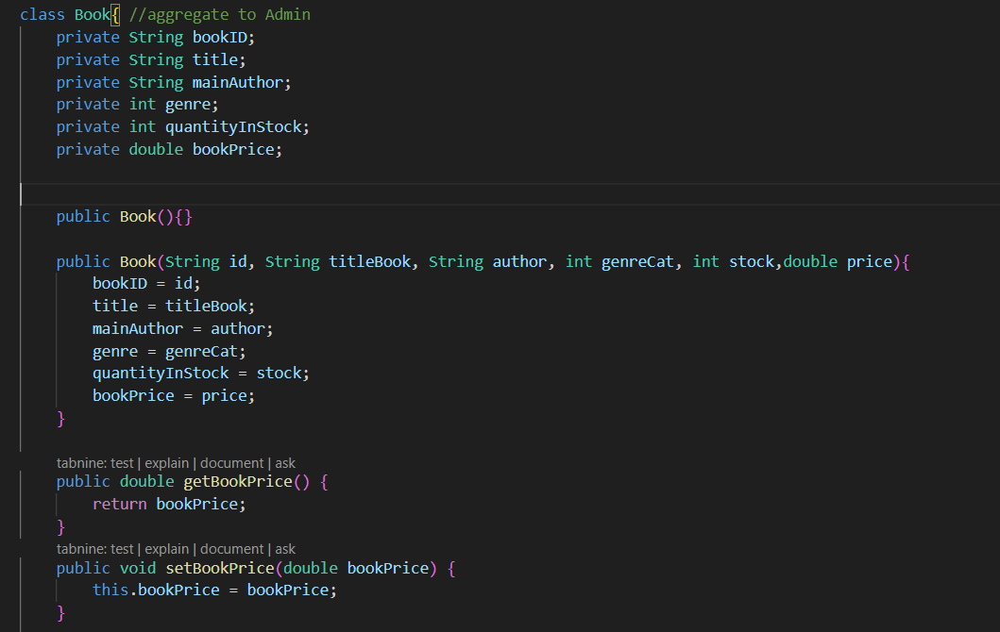 class Book{ //aggregate to Admin
    private String bookID;
    private String title;
    private String mainAuthor;
    private int genre;
    private int quantityInStock;
    private double bookPrice;
    public Book(){}
    public Book(String id, String titleBook, String author, int genreCat, int stock,double price){
        bookID = id;
        title = titleBook;
        mainAuthor = author;
        genre = genreCat;
        quantityInStock = stock;
        bookPrice = price;
    }
    tabnine: test | explain | document | ask
    public double getBookPrice() {
        return bookPrice;
    }
    tabnine: test | explain | document | ask
    public void setBookPrice(double bookPrice) {
        this.bookPrice = bookPrice;
    }